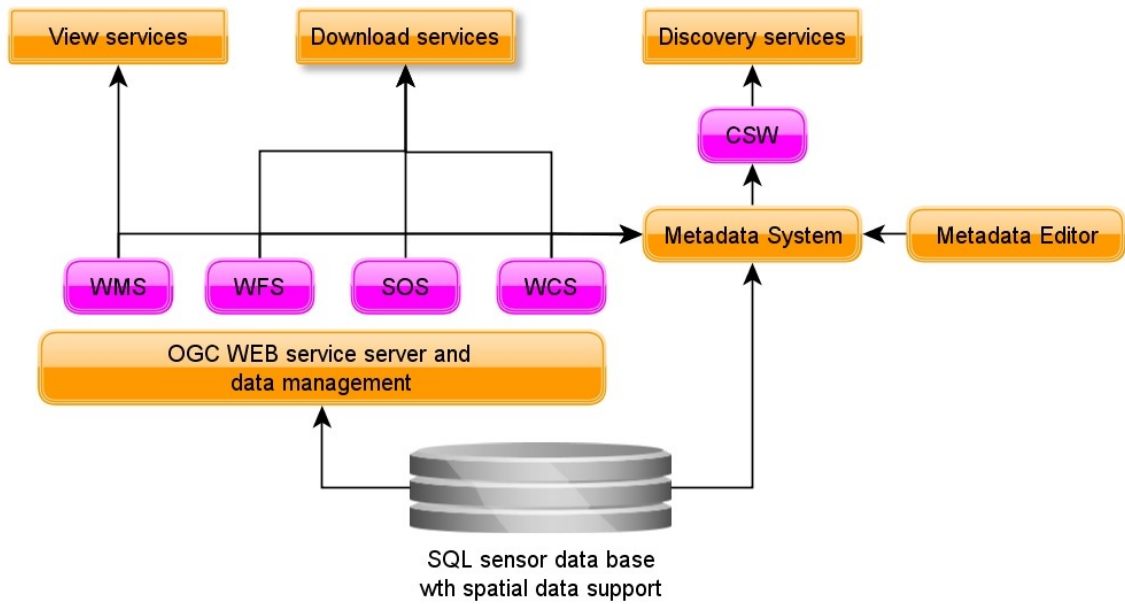 View services
Download services
Discovery services
CSW
Metadata System
Metadata Editor
WMS
WFS
SOS
WCS
OGC WEB service server and
data management
SQL sensor data base
wth spatial data support